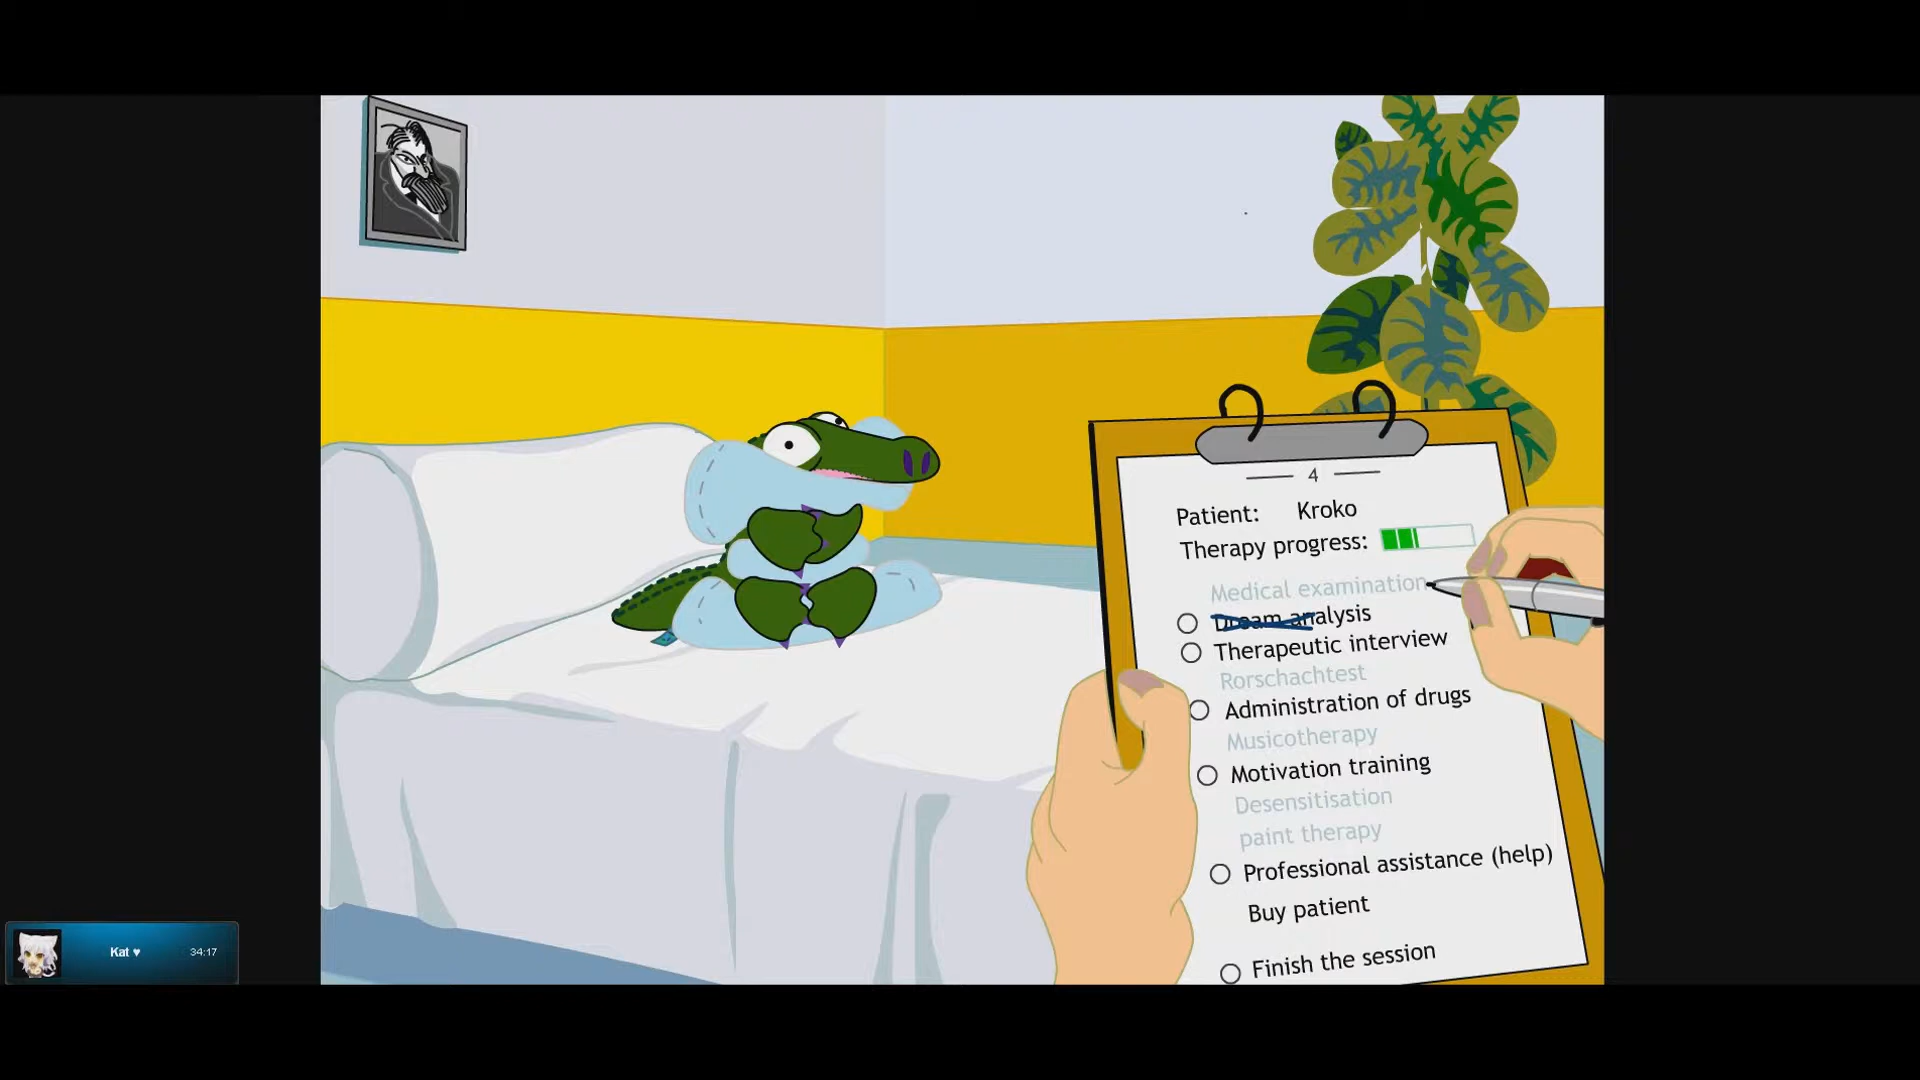 4
Patient: Kroko
Therapy progress:
Medical examination
Dream analysis
Therapeutic interview
Rorschachtest
Administration of drugs
Musicotherapy
Motivation training
Desensitisation
paint therapy
Professional assistance (help)
Buy patient
Finish the session
Kat ♥ 34:17